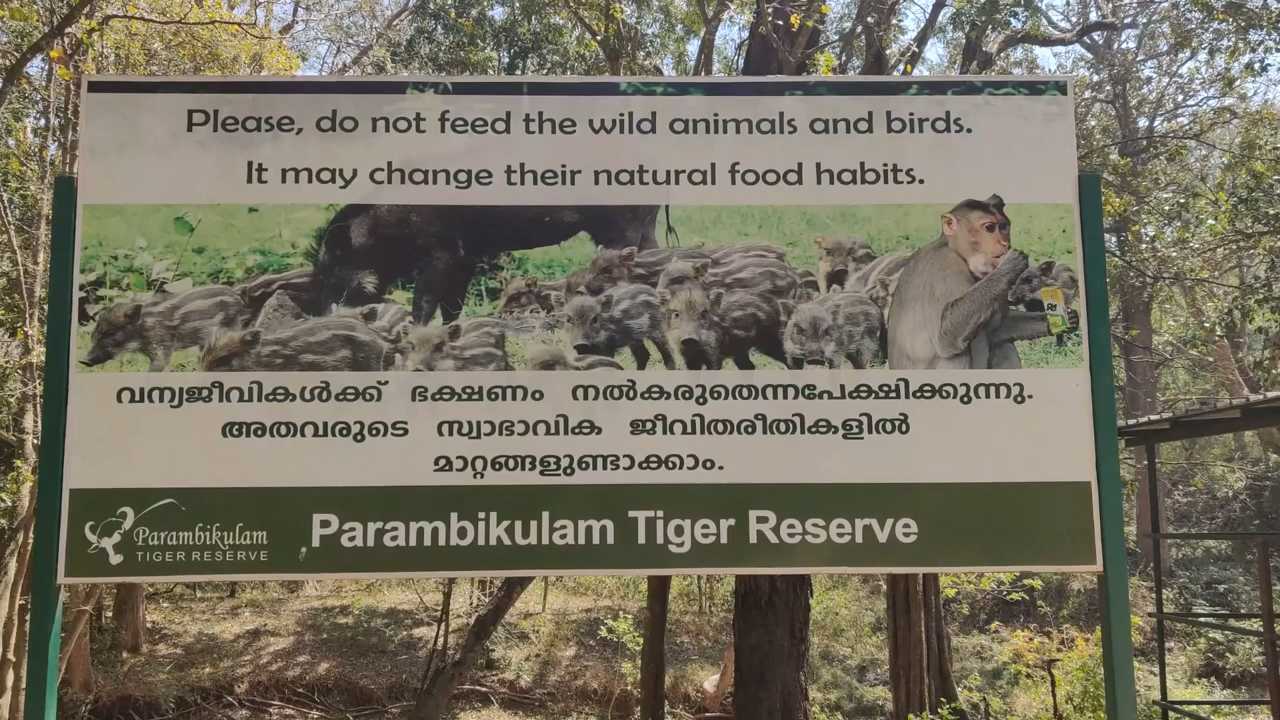 Please, do not feed the wild animals and birds.
It may change their natural food habits.
വന്യജീവികൾക്ക് ഭക്ഷണം നൽകരുതെന്നപേക്ഷിക്കുന്നു.
അതവരുടെ സ്വാഭാവിക ജീവിതരീതികളിൽ
മാറ്റങ്ങളുണ്ടാക്കാം.
Parambikulam
TIGER RESERVE
Parambikulam Tiger Reserve